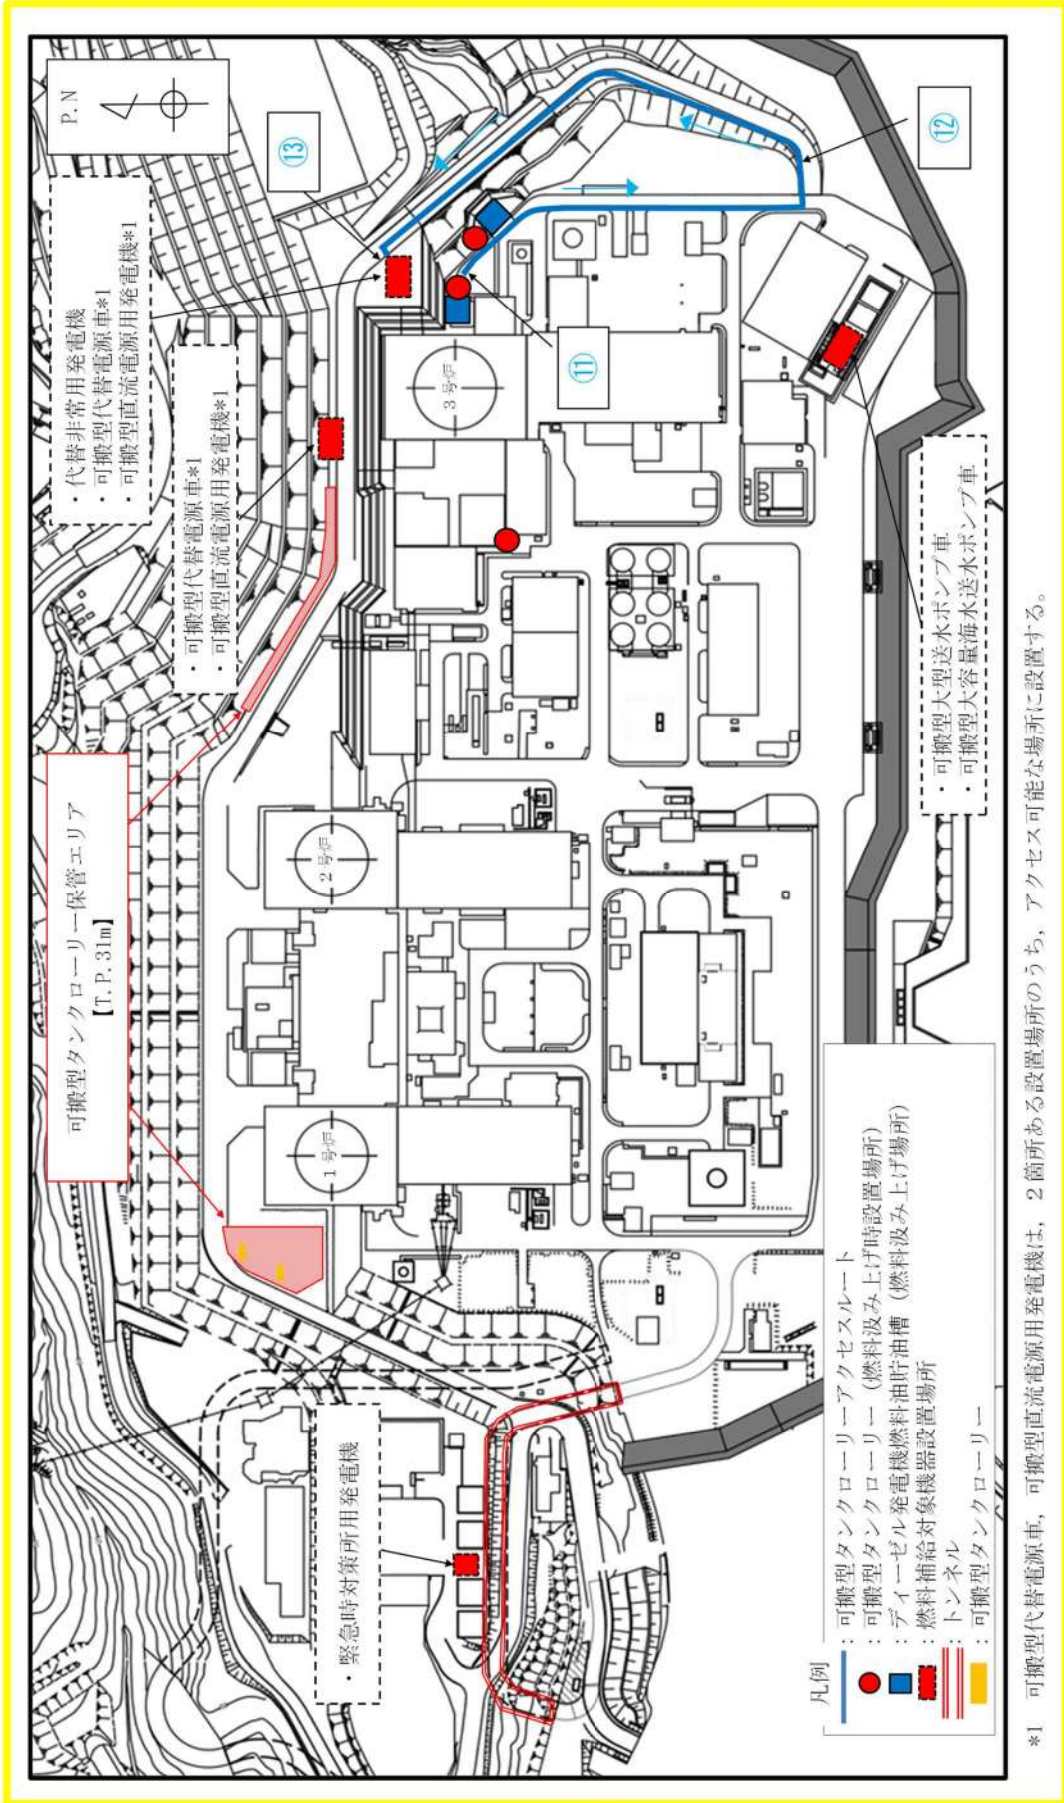 P.N
⑬
・代替非常用発電機
・可搬型代替電源車*1
・可搬型直流電源用発電機*1
・可搬型代替電源車*1
・可搬型直流電源用発電機*1
可搬型タンクローリー保管エリア
【T.P.31m】
・緊急時対策所用発電機
1号炉
2号炉
3号炉
⑪
⑫
・可搬型大型送水ポンプ車
・可搬型大容量海水送水ポンプ車
凡例
：可搬型タンクローリーアクセスルート
：可搬型タンクローリー（燃料汲み上げ時設置場所）
：ディーゼル発電機燃料油貯油槽（燃料汲み上げ場所）
：燃料補給対象機器設置場所
：トンネル
：可搬型タンクローリー
*1　可搬型代替電源車，可搬型直流電源用発電機は，2箇所ある設置場所のうち，アクセス可能な場所に設置する。